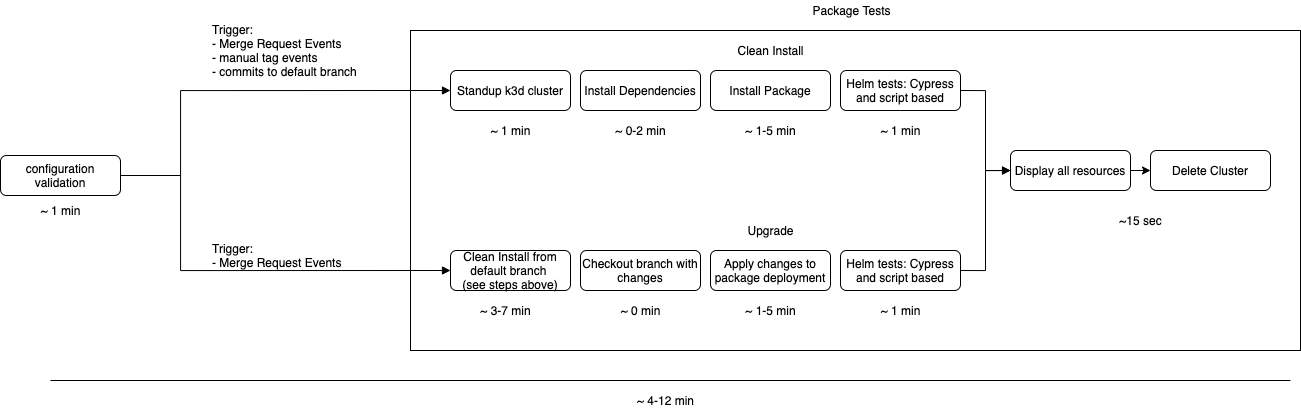 Package Tests
Trigger:
- Merge Request Events
- manual tag events
- commits to default branch
Clean Install
Standup k3d cluster
Install Dependencies
Install Package
Helm tests: Cypress
and script based
~ 1 min
~ 0-2 min
~ 1-5 min
~ 1 min
configuration
validation
~ 1 min
Display all resources
Delete Cluster
~15 sec
Trigger:
- Merge Request Events
Upgrade
Clean Install from
default branch
(see steps above)
Checkout branch with
changes
Apply changes to
package deployment
Helm tests: Cypress
and script based
~ 3-7 min
~ 0 min
~ 1-5 min
~ 1 min
~ 4-12 min